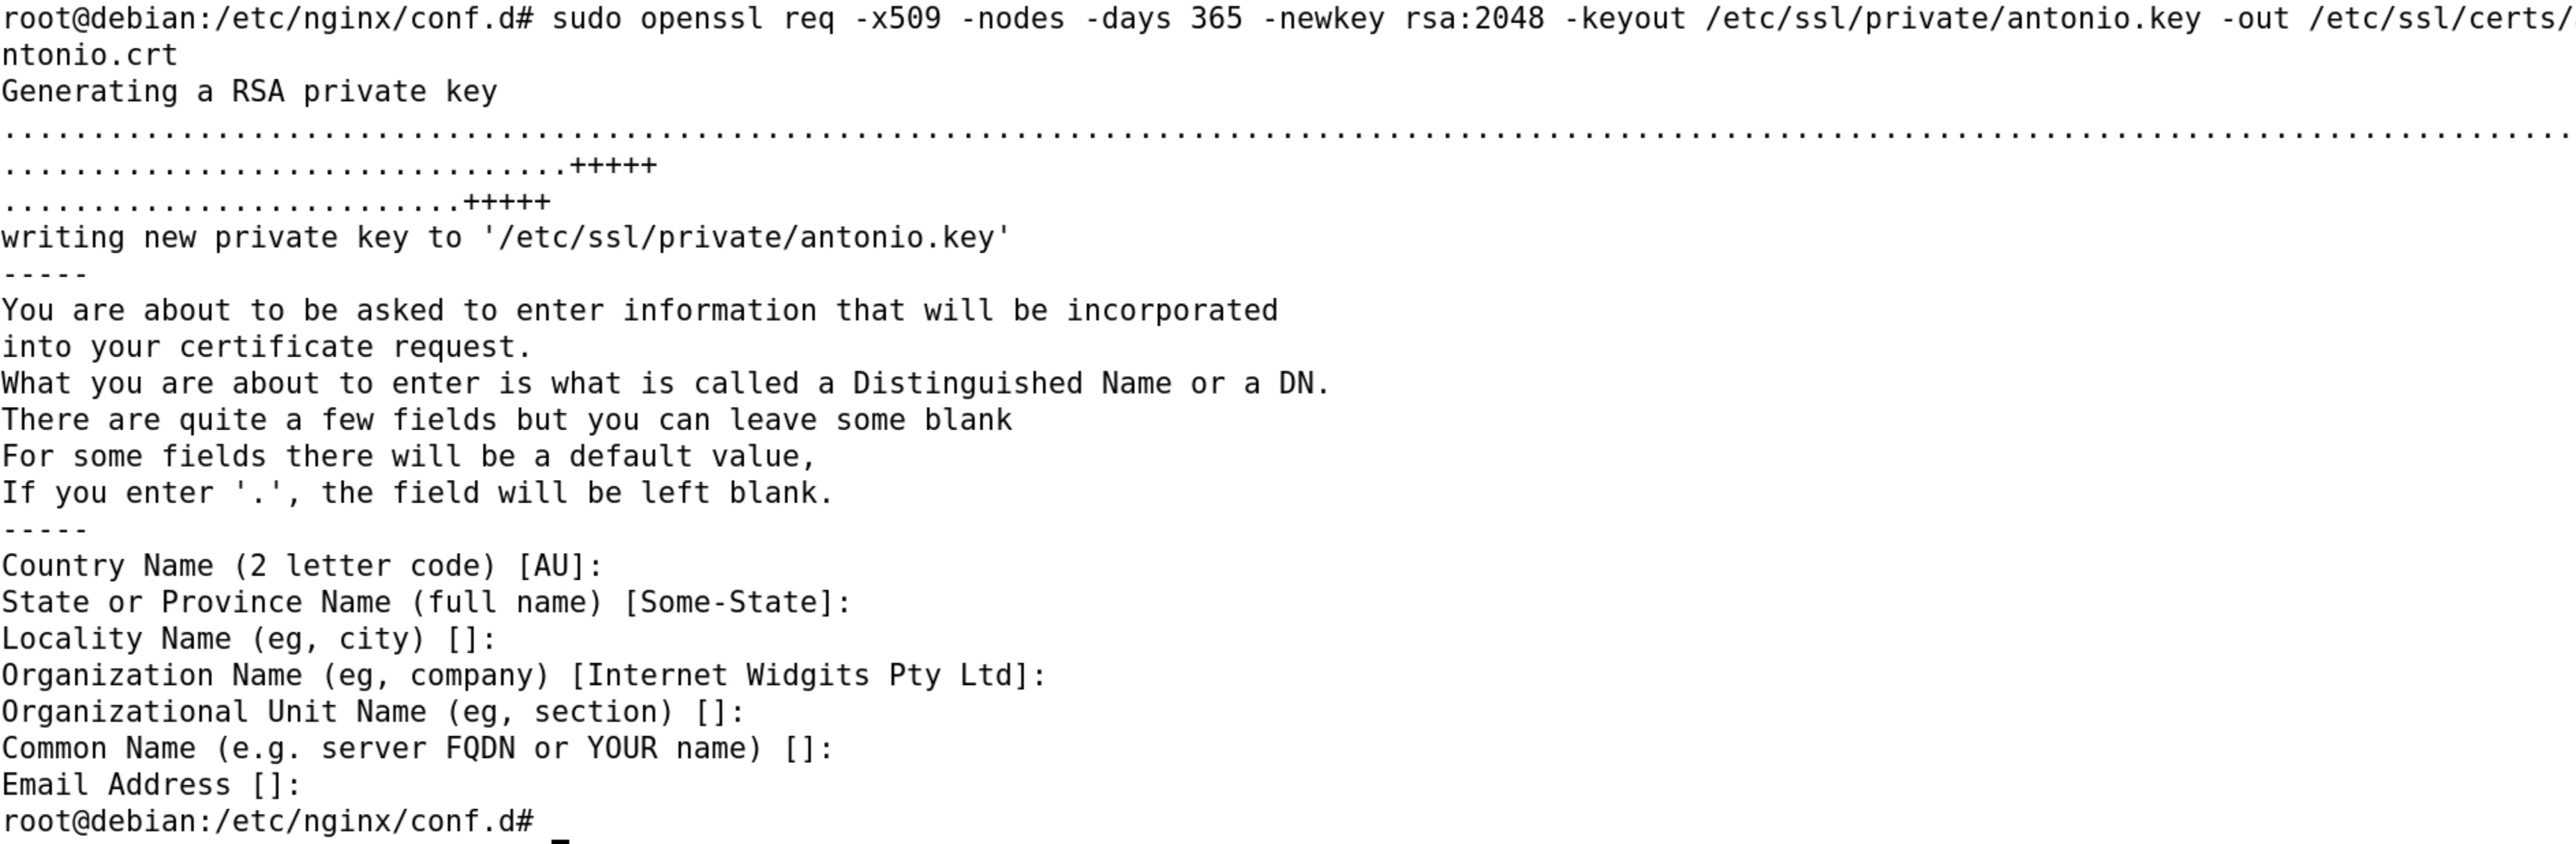 root@debian:/etc/nginx/conf.d# sudo openssl req -x509 -nodes -days 365 -newkey rsa:2048 -keyout /etc/ssl/private/antonio.key -out /etc/ssl/certs/
ntonio.crt
Generating a RSA private key
.................................................................................................................................................
................................+++++
..........................+++++
writing new private key to '/etc/ssl/private/antonio.key'
-----
You are about to be asked to enter information that will be incorporated
into your certificate request.
What you are about to enter is what is called a Distinguished Name or a DN.
There are quite a few fields but you can leave some blank
For some fields there will be a default value,
If you enter '.', the field will be left blank.
-----
Country Name (2 letter code) [AU]:
State or Province Name (full name) [Some-State]:
Locality Name (eg, city) []:
Organization Name (eg, company) [Internet Widgits Pty Ltd]:
Organizational Unit Name (eg, section) []:
Common Name (e.g. server FQDN or YOUR name) []:
Email Address []:
root@debian:/etc/nginx/conf.d#